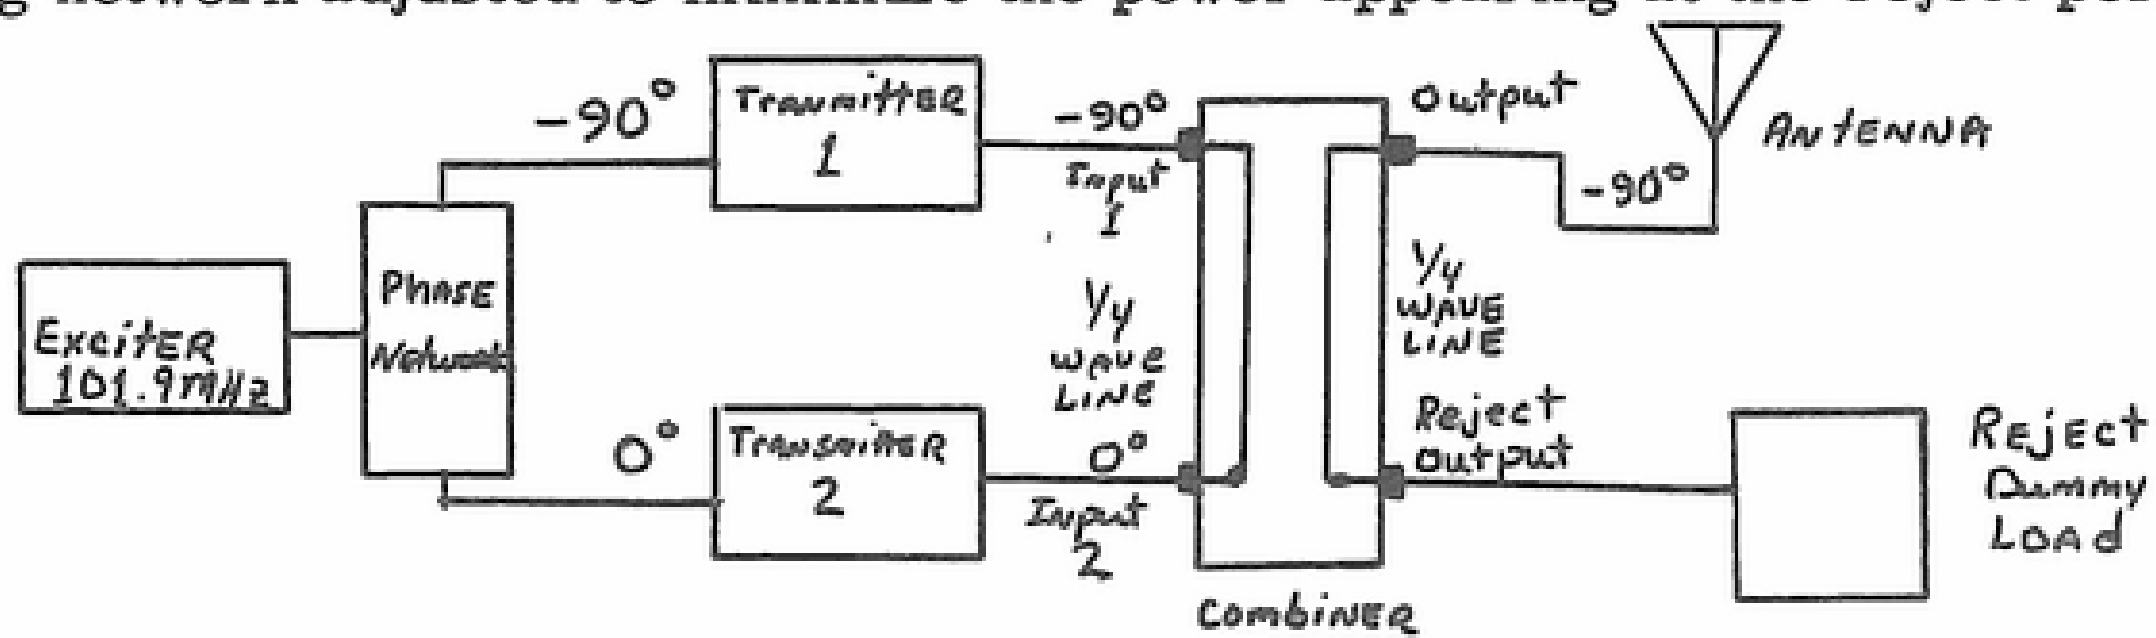 g network adjusted to minimize the power appearing at the reject por
-90°
Tranmitter
1
-90°
Input
1
Output
-90°
ANTENNA
Exciter
101.9mHz
Phase
Network
0°
Transmitter
2
0°
Input
2
1/4
wave
Line
1/4
wave
Line
Reject
Output
Reject
Dummy
Load
Combiner